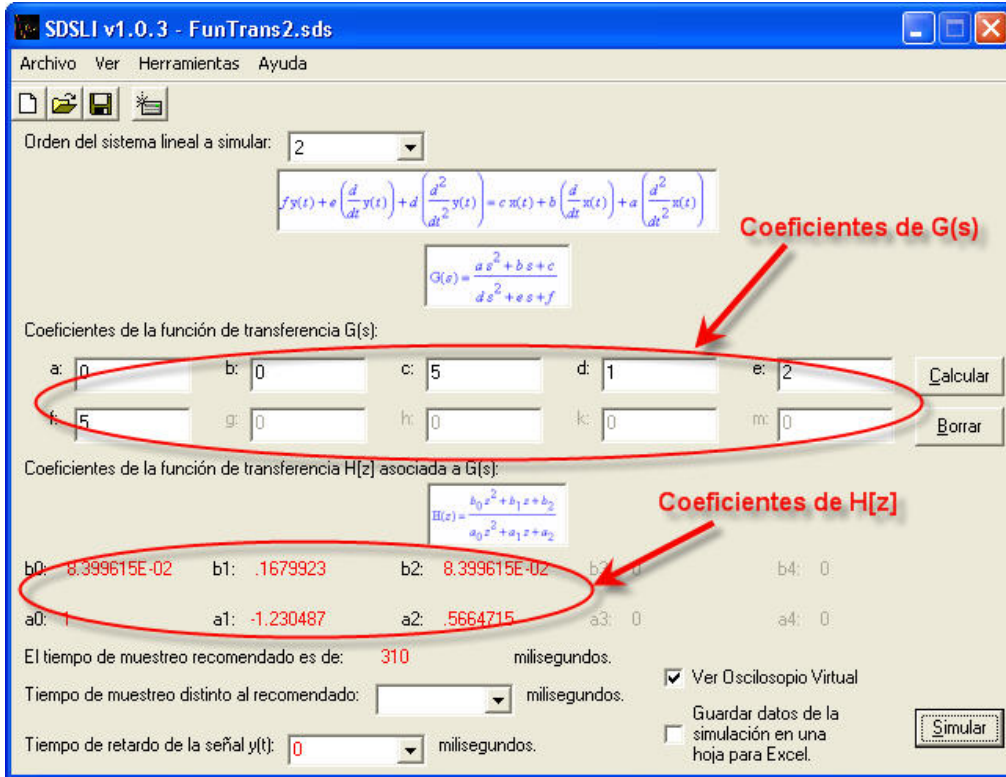 SDSLI v1.0.3 - FunTrans2.sds
Archivo Ver Herramientas Ayuda
Orden del sistema lineal a simular: 2
f y(t) + e (d/dt y(t)) + d (d²/dt² y(t)) = c x(t) + b (d/dt x(t)) + a (d²/dt² x(t))
Coeficientes de G(s)
G(s) = (a s² + b s + c) / (d s² + e s + f)
Coeficientes de la función de transferencia G(s):
a: 0 b: 0 c: 5 d: 1 e: 2 Calcular
f: 5 g: 0 h: 0 k: 0 m: 0 Borrar
Coeficientes de la función de transferencia H[z] asociada a G(s):
H(z) = (b₀ z² + b₁ z + b₂) / (a₀ z² + a₁ z + a₂)
Coeficientes de H[z]
b0: 8.399615E-02 b1: .1679923 b2: 8.399615E-02 b3: 0 b4: 0
a0: 1 a1: -1.230487 a2: .5664715 a3: 0 a4: 0
El tiempo de muestreo recomendado es de: 310 milisegundos.
Tiempo de muestreo distinto al recomendado: milisegundos.
Ver Osciloscopio Virtual
Tiempo de retardo de la señal y(t): 0 milisegundos.
Guardar datos de la
simulación en una
hoja para Excel.
Simular